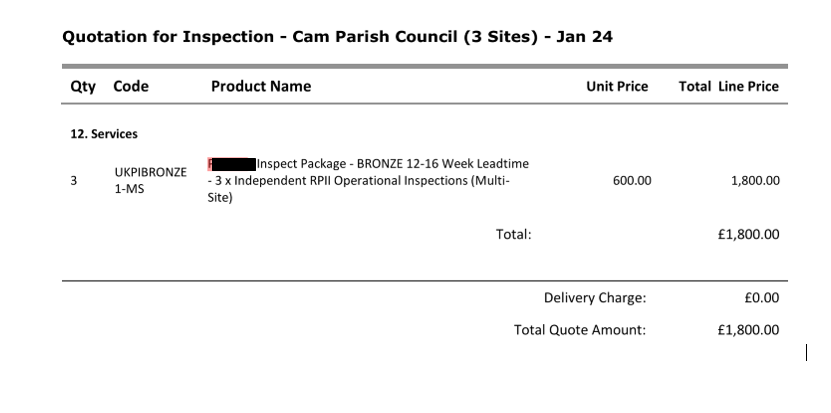 Quotation for Inspection - Cam Parish Council (3 Sites) - Jan 24
Qty Code Product Name Unit Price Total Line Price
12. Services
Inspect Package - BRONZE 12-16 Week Leadtime
UKPIBRONZE
3 - 3 x Independent RPII Operational Inspections (Multi- 600.00 1,800.00
1-MS
Site)
Total: £1,800.00
Delivery Charge: £0.00
Total Quote Amount: £1,800.00